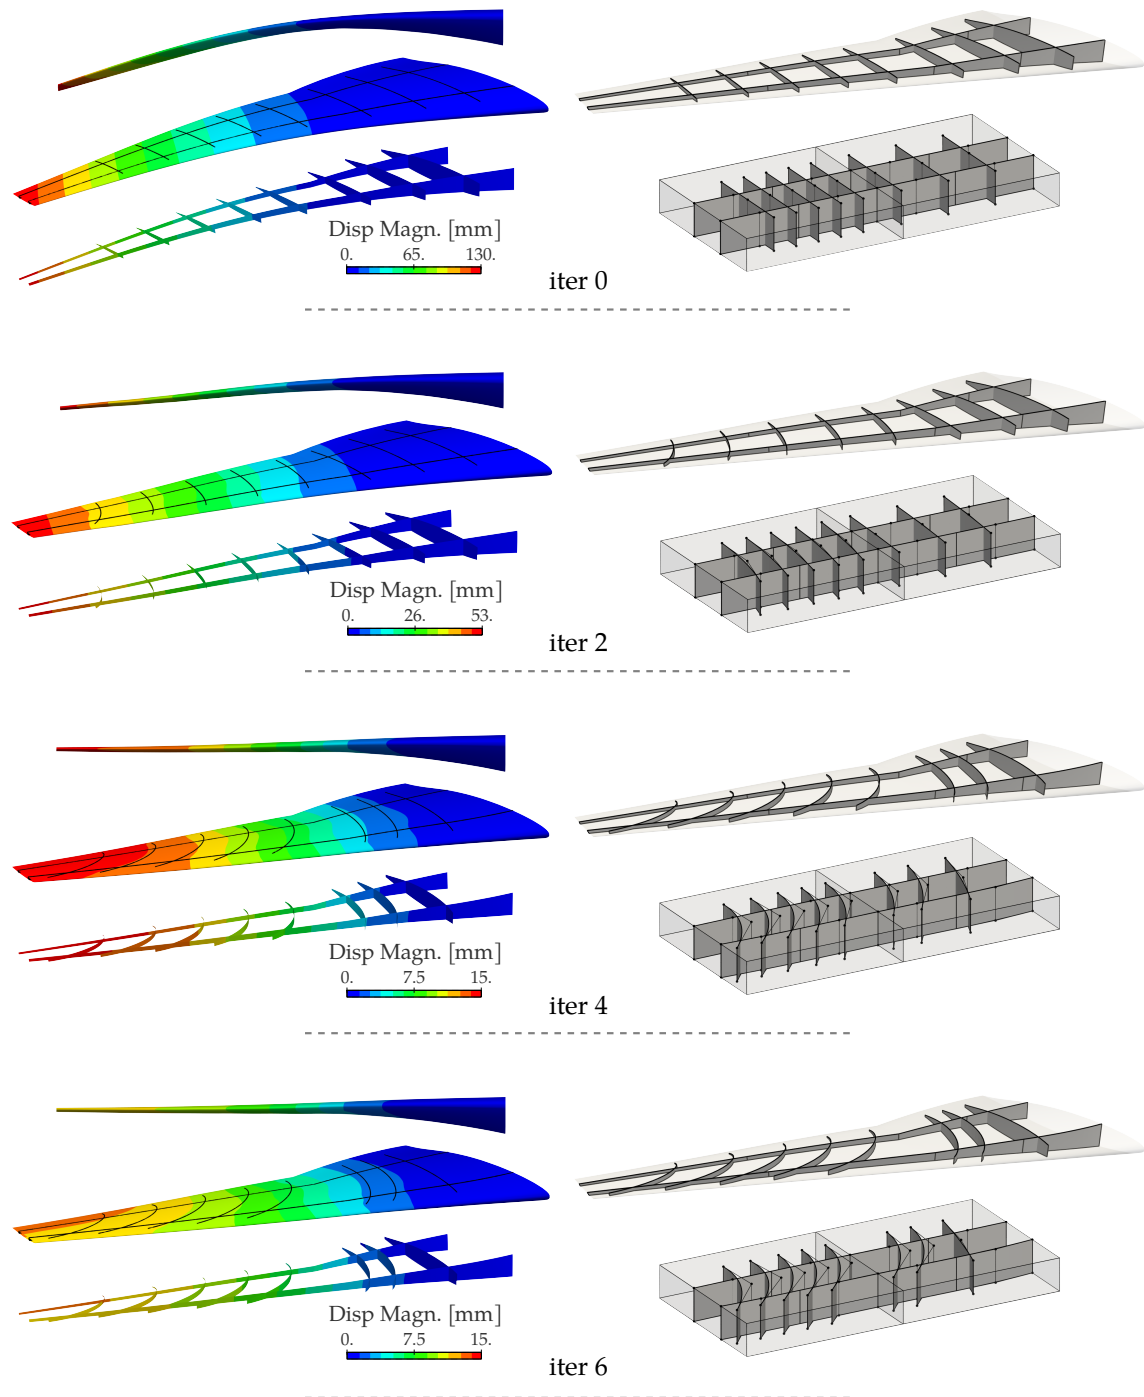 Disp Magn. [mm]
0. 65. 130.
iter 0
Disp Magn. [mm]
0. 26. 53.
iter 2
Disp Magn. [mm]
0. 7.5 15.
iter 4
Disp Magn. [mm]
0. 7.5 15.
iter 6